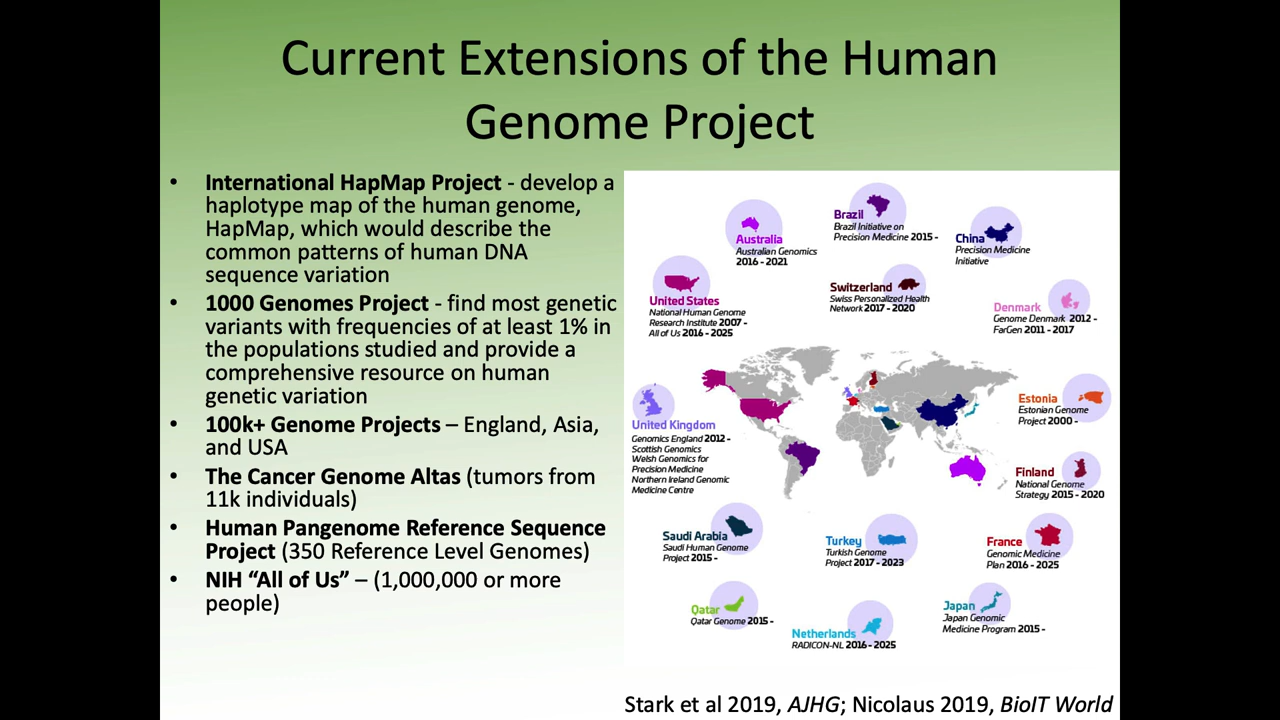 Current Extensions of the Human
Genome Project
• International HapMap Project - develop a
haplotype map of the human genome,
HapMap, which would describe the
common patterns of human DNA
sequence variation
• 1000 Genomes Project - find most genetic
variants with frequencies of at least 1% in
the populations studied and provide a
comprehensive resource on human
genetic variation
• 100k+ Genome Projects – England, Asia,
and USA
• The Cancer Genome Altas (tumors from
11k individuals)
• Human Pangenome Reference Sequence
Project (350 Reference Level Genomes)
• NIH “All of Us” – (1,000,000 or more
people)
Australia
Australian Genomics
2016 - 2021
Brazil
Brazil Initiative on
Precision Medicine 2015 -
China
Precision Medicine
Initiative
United States
National Human Genome
Research Institute 2007 -
All of Us 2016 - 2025
Switzerland
Swiss Personalized Health
Network 2017 - 2020
Denmark
Genome Denmark 2012 -
FarGen 2011 - 2017
United Kingdom
Genomics England 2012 -
Scottish Genomics
Welsh Genomics for
Precision Medicine
Northern Ireland Genomic
Medicine Centre
Estonia
Estonian Genome
Project 2000 -
Finland
National Genome
Strategy 2015 - 2020
Saudi Arabia
Saudi Human Genome
Project 2015 -
Turkey
Turkish Genome
Project 2017 - 2023
France
Genomic Medicine
Plan 2016 - 2025
Qatar
Qatar Genome 2015 -
Netherlands
RADICON-NL 2016 - 2025
Japan
Japan Genomic
Medicine Program 2015 -
Stark et al 2019, AJHG; Nicolaus 2019, BioIT World